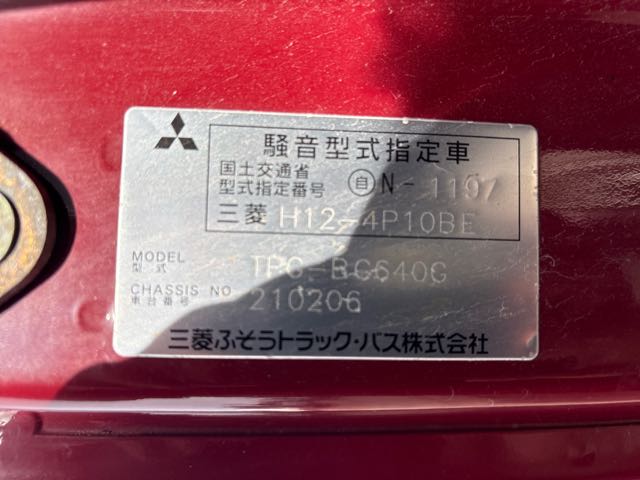 騒音型式指定車
国土交通省
型式指定番号 自N-1197
三菱 H12-4P10BE
MODEL
型式 TPG-BG640G
CHASSIS NO
車台番号 210206
三菱ふそうトラック・バス株式会社